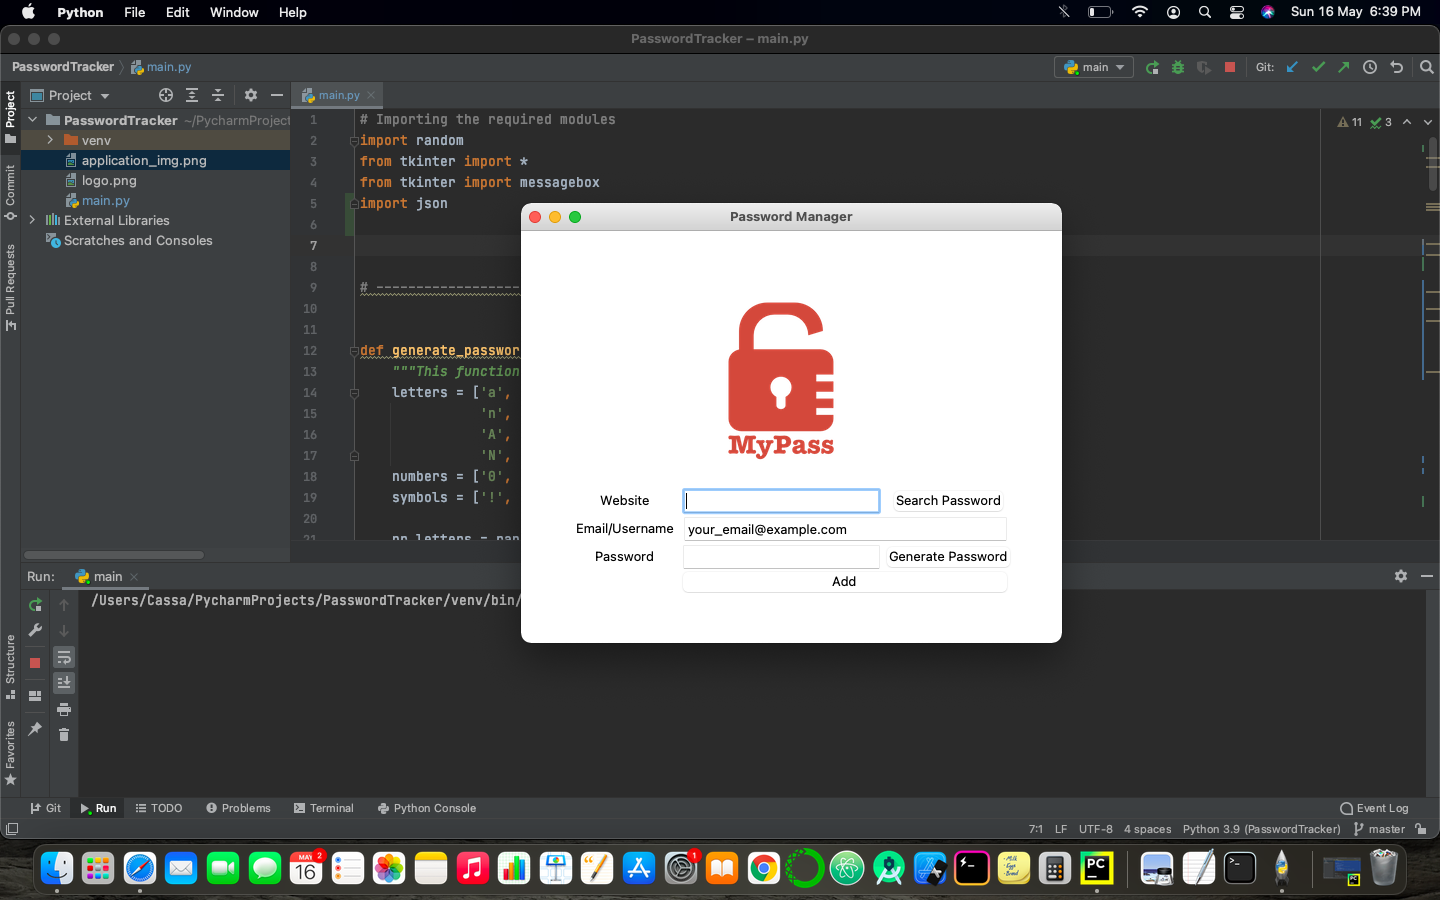 Python File Edit Window Help Sun 16 May 6:39 PM
PasswordTracker – main.py
PasswordTracker main.py main Git:
Project main.py
Project
PasswordTracker ~/PycharmProject
venv
application_img.png
logo.png
main.py
External Libraries
Scratches and Consoles
Commit
Pull Requests
11 3
1 # Importing the required modules
2 import random
3 from tkinter import *
4 from tkinter import messagebox
5 import json
6
7
8
9 # ------------------
10
11
12 def generate_passwor
13 """This function
14 letters = ['a',
15 'n',
16 'A',
17 'N',
18 numbers = ['0',
19 symbols = ['!',
20
21
Password Manager
MyPass
Website Search Password
Email/Username your_email@example.com
Password Generate Password
Add
Run: main
/Users/Cassa/PycharmProjects/PasswordTracker/venv/bin/
Structure
Favorites
Git Run TODO Problems Terminal Python Console Event Log
7:1 LF UTF-8 4 spaces Python 3.9 (PasswordTracker) master
MAY
16
2
1
PC
PC